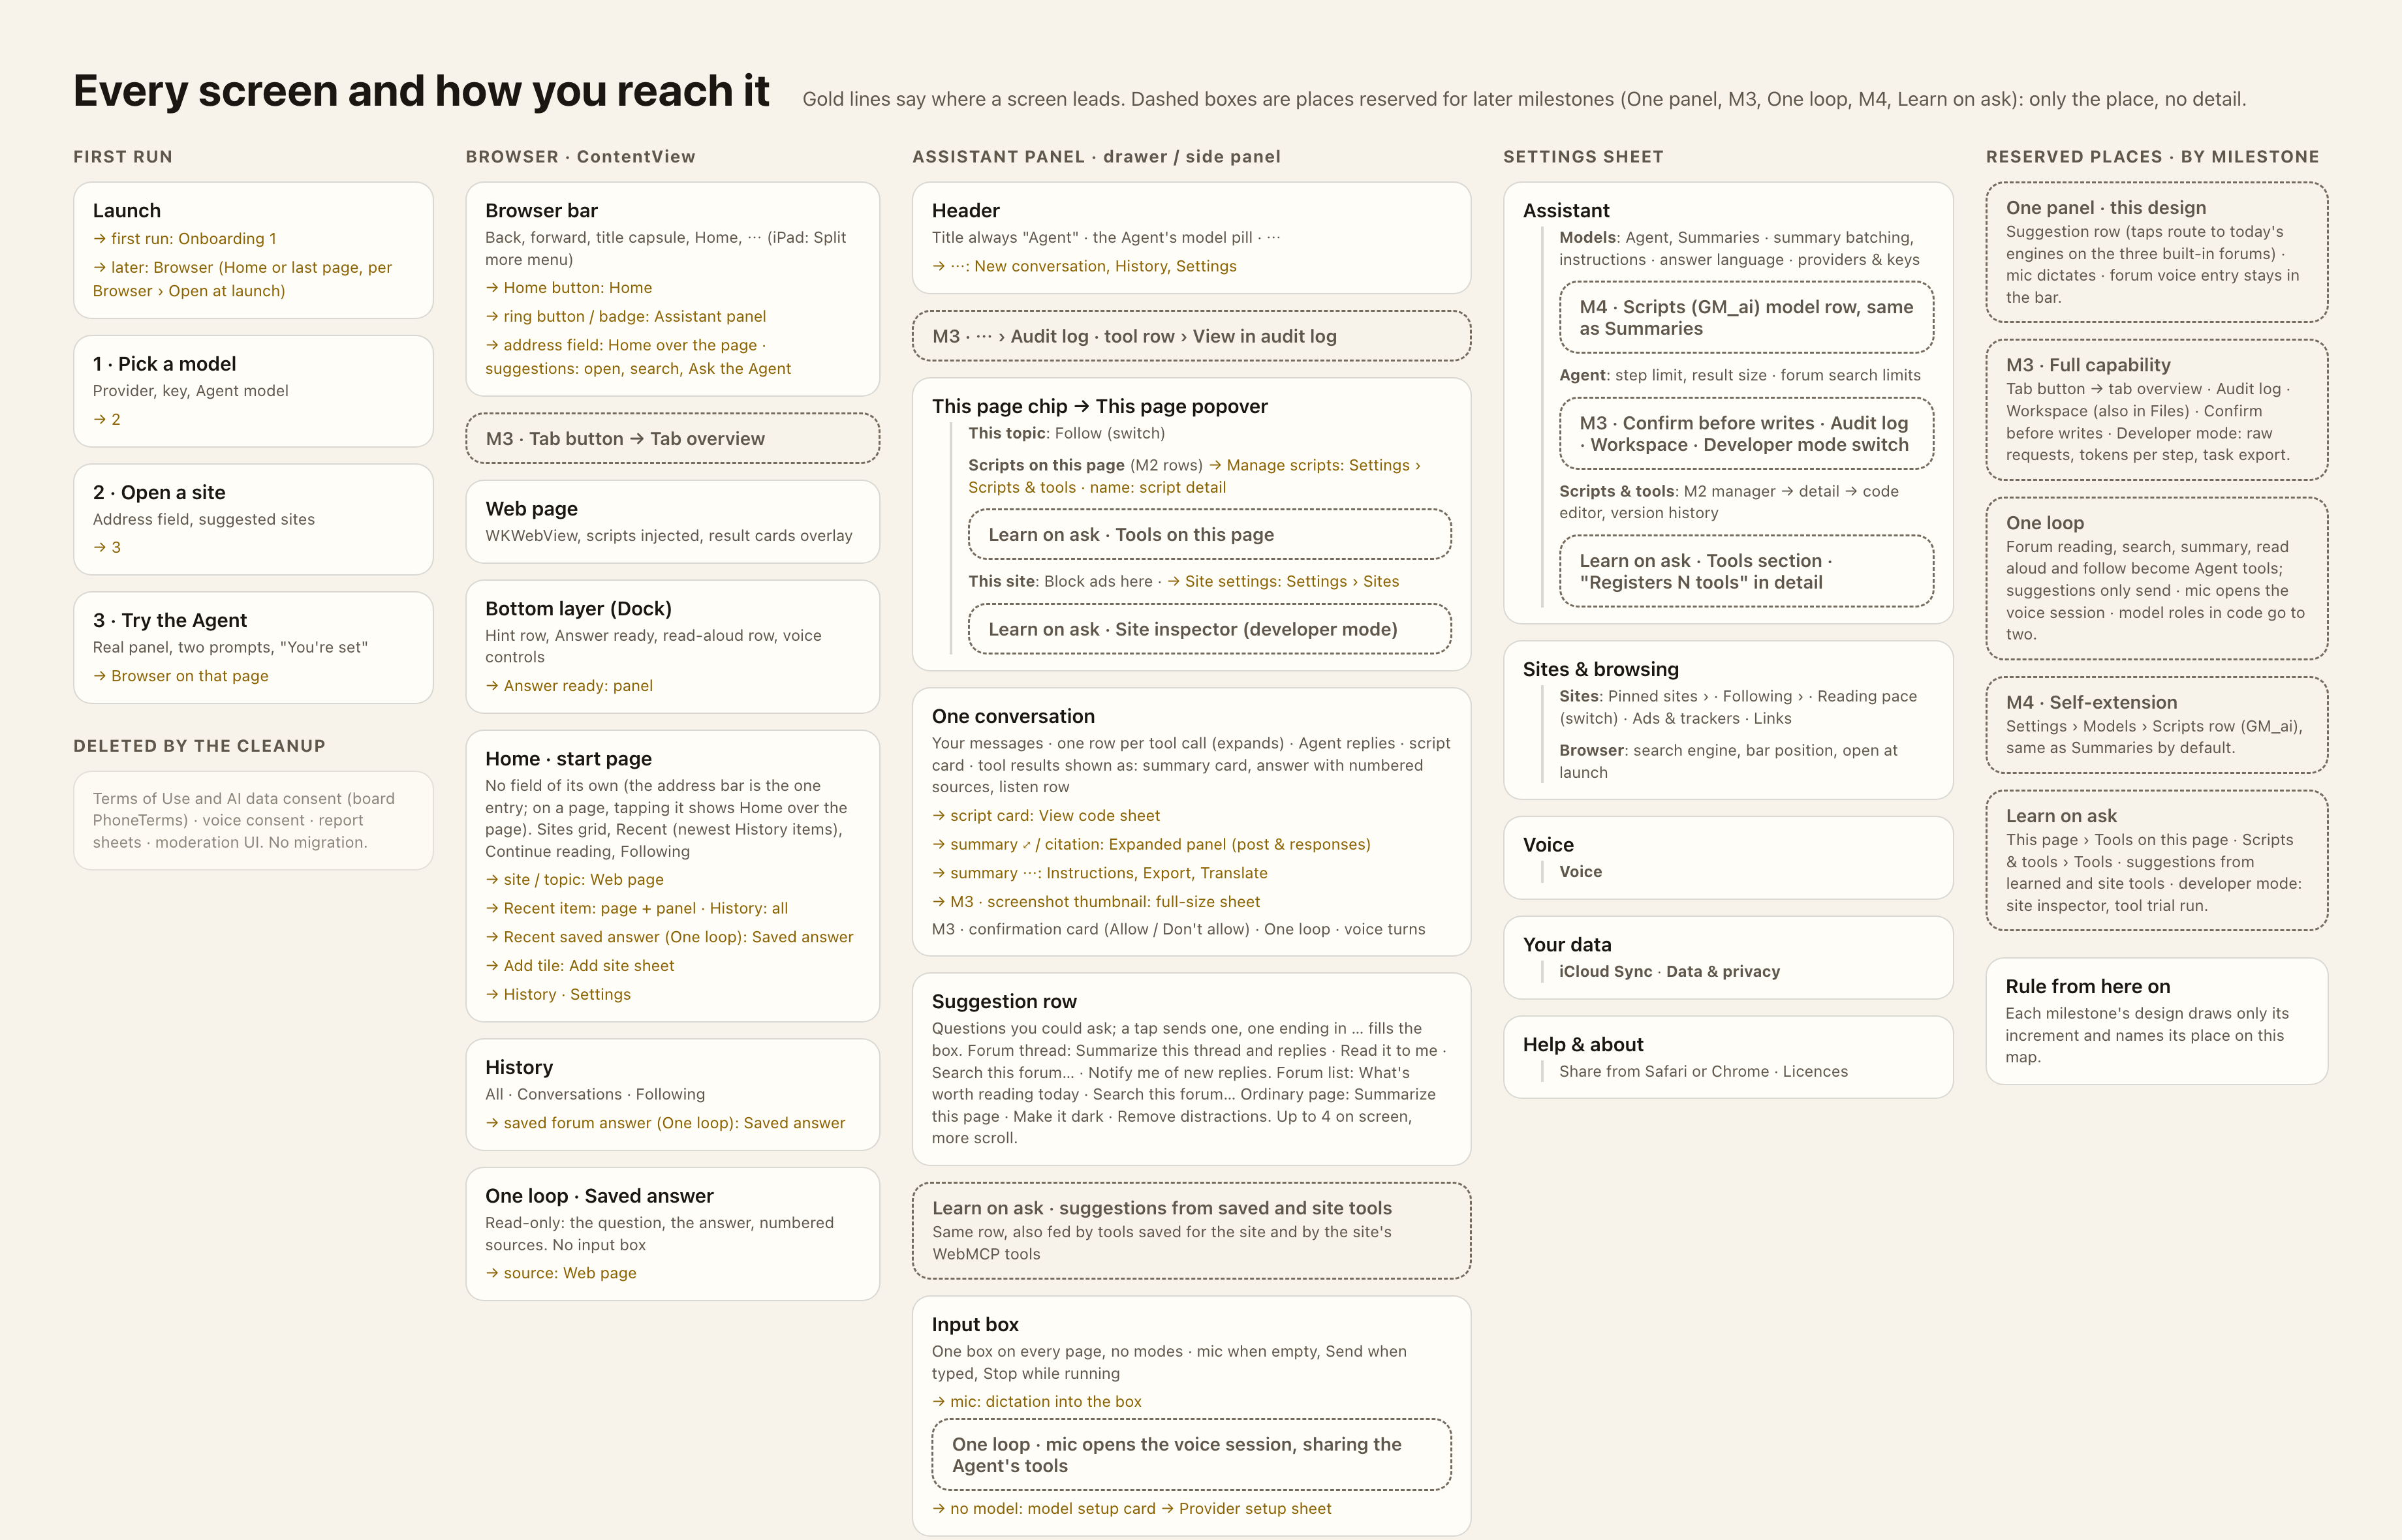 Every screen and how you reach it
Gold lines say where a screen leads. Dashed boxes are places reserved for later milestones (One panel, M3, One loop, M4, Learn on ask): only the place, no detail.
FIRST RUN
Launch
→ first run: Onboarding 1
→ later: Browser (Home or last page, per
Browser › Open at launch)
1 · Pick a model
Provider, key, Agent model
→ 2
2 · Open a site
Address field, suggested sites
→ 3
3 · Try the Agent
Real panel, two prompts, "You're set"
→ Browser on that page
DELETED BY THE CLEANUP
Terms of Use and AI data consent (board
PhoneTerms) · voice consent · report
sheets · moderation UI. No migration.
BROWSER · ContentView
Browser bar
Back, forward, title capsule, Home, ··· (iPad: Split
more menu)
→ Home button: Home
→ ring button / badge: Assistant panel
→ address field: Home over the page ·
suggestions: open, search, Ask the Agent
M3 · Tab button → Tab overview
Web page
WKWebView, scripts injected, result cards overlay
Bottom layer (Dock)
Hint row, Answer ready, read-aloud row, voice
controls
→ Answer ready: panel
Home · start page
No field of its own (the address bar is the one
entry; on a page, tapping it shows Home over the
page). Sites grid, Recent (newest History items),
Continue reading, Following
→ site / topic: Web page
→ Recent item: page + panel · History: all
→ Recent saved answer (One loop): Saved answer
→ Add tile: Add site sheet
→ History · Settings
History
All · Conversations · Following
→ saved forum answer (One loop): Saved answer
One loop · Saved answer
Read-only: the question, the answer, numbered
sources. No input box
→ source: Web page
ASSISTANT PANEL · drawer / side panel
Header
Title always "Agent" · the Agent's model pill · ···
→ ···: New conversation, History, Settings
M3 · ··· › Audit log · tool row › View in audit log
This page chip → This page popover
This topic: Follow (switch)
Scripts on this page (M2 rows) → Manage scripts: Settings ›
Scripts & tools · name: script detail
Learn on ask · Tools on this page
This site: Block ads here · → Site settings: Settings › Sites
Learn on ask · Site inspector (developer mode)
One conversation
Your messages · one row per tool call (expands) · Agent replies · script
card · tool results shown as: summary card, answer with numbered
sources, listen row
→ script card: View code sheet
→ summary ⤢ / citation: Expanded panel (post & responses)
→ summary ···: Instructions, Export, Translate
→ M3 · screenshot thumbnail: full-size sheet
M3 · confirmation card (Allow / Don't allow) · One loop · voice turns
Suggestion row
Questions you could ask; a tap sends one, one ending in … fills the
box. Forum thread: Summarize this thread and replies · Read it to me ·
Search this forum… · Notify me of new replies. Forum list: What's
worth reading today · Search this forum… Ordinary page: Summarize
this page · Make it dark · Remove distractions. Up to 4 on screen,
more scroll.
Learn on ask · suggestions from saved and site tools
Same row, also fed by tools saved for the site and by the site's
WebMCP tools
Input box
One box on every page, no modes · mic when empty, Send when
typed, Stop while running
→ mic: dictation into the box
One loop · mic opens the voice session, sharing the
Agent's tools
→ no model: model setup card → Provider setup sheet
SETTINGS SHEET
Assistant
Models: Agent, Summaries · summary batching,
instructions · answer language · providers & keys
M4 · Scripts (GM_ai) model row, same
as Summaries
Agent: step limit, result size · forum search limits
M3 · Confirm before writes · Audit log
· Workspace · Developer mode switch
Scripts & tools: M2 manager → detail → code
editor, version history
Learn on ask · Tools section ·
"Registers N tools" in detail
Sites & browsing
Sites: Pinned sites › · Following › · Reading pace
(switch) · Ads & trackers · Links
Browser: search engine, bar position, open at
launch
Voice
Voice
Your data
iCloud Sync · Data & privacy
Help & about
Share from Safari or Chrome · Licences
RESERVED PLACES · BY MILESTONE
One panel · this design
Suggestion row (taps route to today's
engines on the three built-in forums) ·
mic dictates · forum voice entry stays in
the bar.
M3 · Full capability
Tab button → tab overview · Audit log ·
Workspace (also in Files) · Confirm
before writes · Developer mode: raw
requests, tokens per step, task export.
One loop
Forum reading, search, summary, read
aloud and follow become Agent tools;
suggestions only send · mic opens the
voice session · model roles in code go to
two.
M4 · Self-extension
Settings › Models › Scripts row (GM_ai),
same as Summaries by default.
Learn on ask
This page › Tools on this page · Scripts
& tools › Tools · suggestions from
learned and site tools · developer mode:
site inspector, tool trial run.
Rule from here on
Each milestone's design draws only its
increment and names its place on this
map.